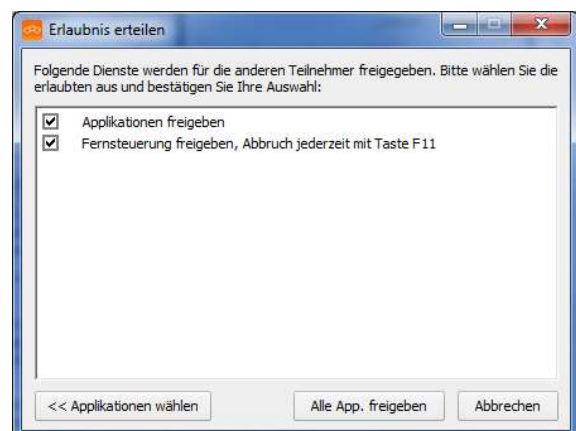 Erlaubnis erteilen
Folgende Dienste werden für die anderen Teilnehmer freigegeben. Bitte wählen Sie die
erlaubten aus und bestätigen Sie Ihre Auswahl:
Applikationen freigeben
Fernsteuerung freigeben, Abbruch jederzeit mit Taste F11
<< Applikationen wählen
Alle App. freigeben
Abbrechen